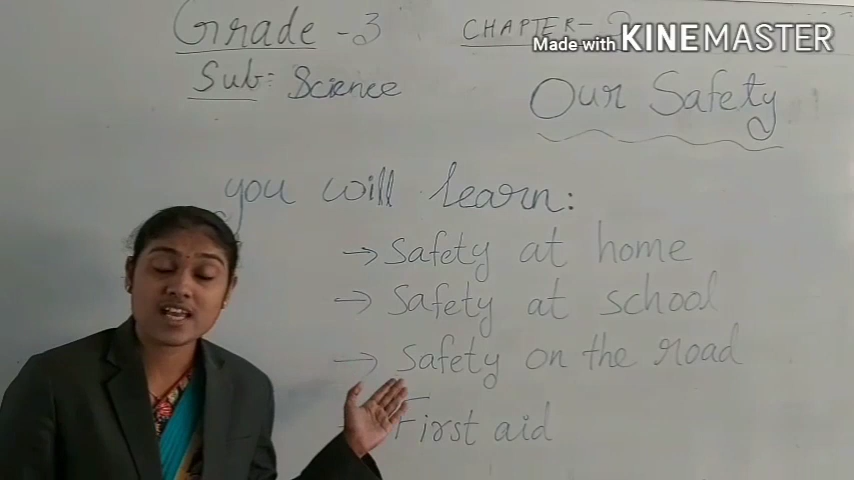 Grade - 3
CHAPTER-
Made with KINEMASTER
Sub: Science
Our Safety
you will learn:
→ Safety at home
→ Safety at school
→ Safety on the road
First aid